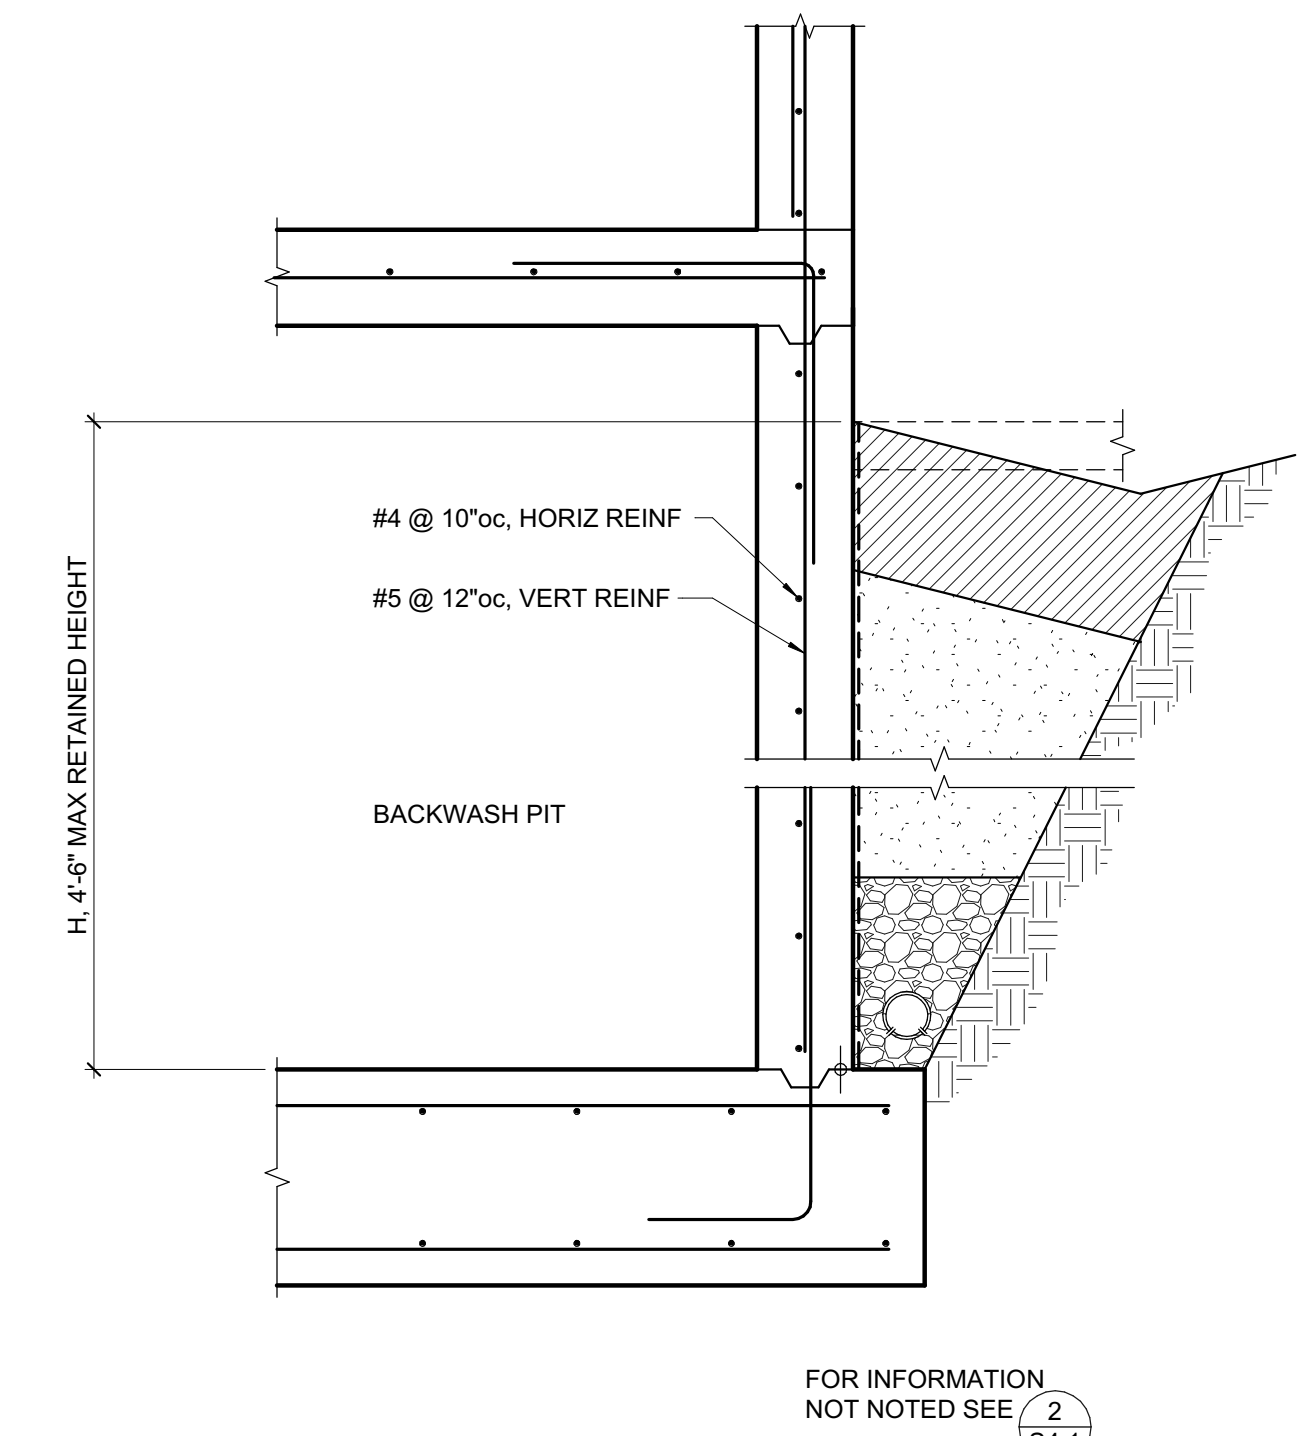 #4 @ 10"oc, HORIZ REINF
#5 @ 12"oc, VERT REINF
H, 4'-6" MAX RETAINED HEIGHT
BACKWASH PIT
FOR INFORMATION
NOT NOTED SEE
2